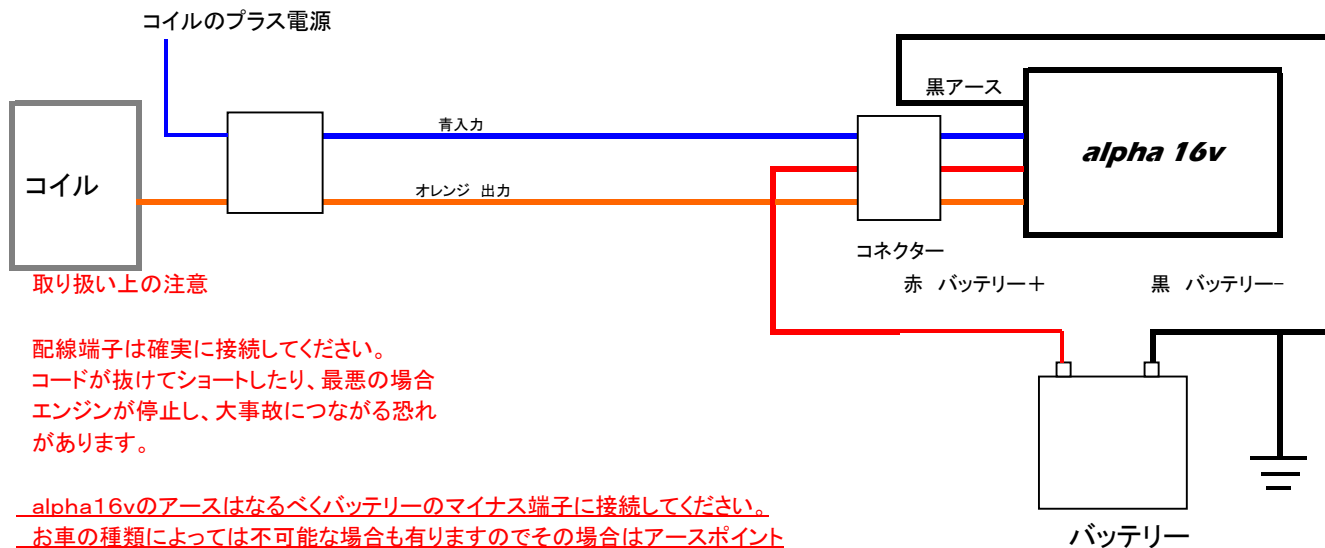 コイルのプラス電源
黒アース
青入力
alpha 16v
コイル
オレンジ 出力
コネクター
取り扱い上の注意
赤 バッテリー＋
黒 バッテリー-
配線端子は確実に接続してください。
コードが抜けてショートしたり、最悪の場合
エンジンが停止し、大事故につながる恐れ
があります。
alpha16vのアースはなるべくバッテリーのマイナス端子に接続してください。
お車の種類によっては不可能な場合も有りますのでその場合はアースポイント
バッテリー